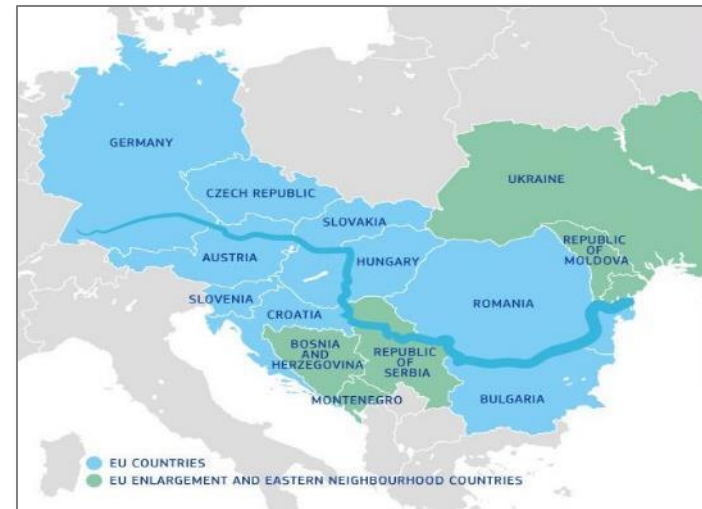 GERMANY
CZECH REPUBLIC
SLOVAKIA
UKRAINE
AUSTRIA
HUNGARY
REPUBLIC
OF
MOLDOVA
SLOVENIA
CROATIA
ROMANIA
BOSNIA
AND
HERZEGOVINA
REPUBLIC
OF
SERBIA
MONTENEGRO
BULGARIA
EU COUNTRIES
EU ENLARGEMENT AND EASTERN NEIGHBOURHOOD COUNTRIES